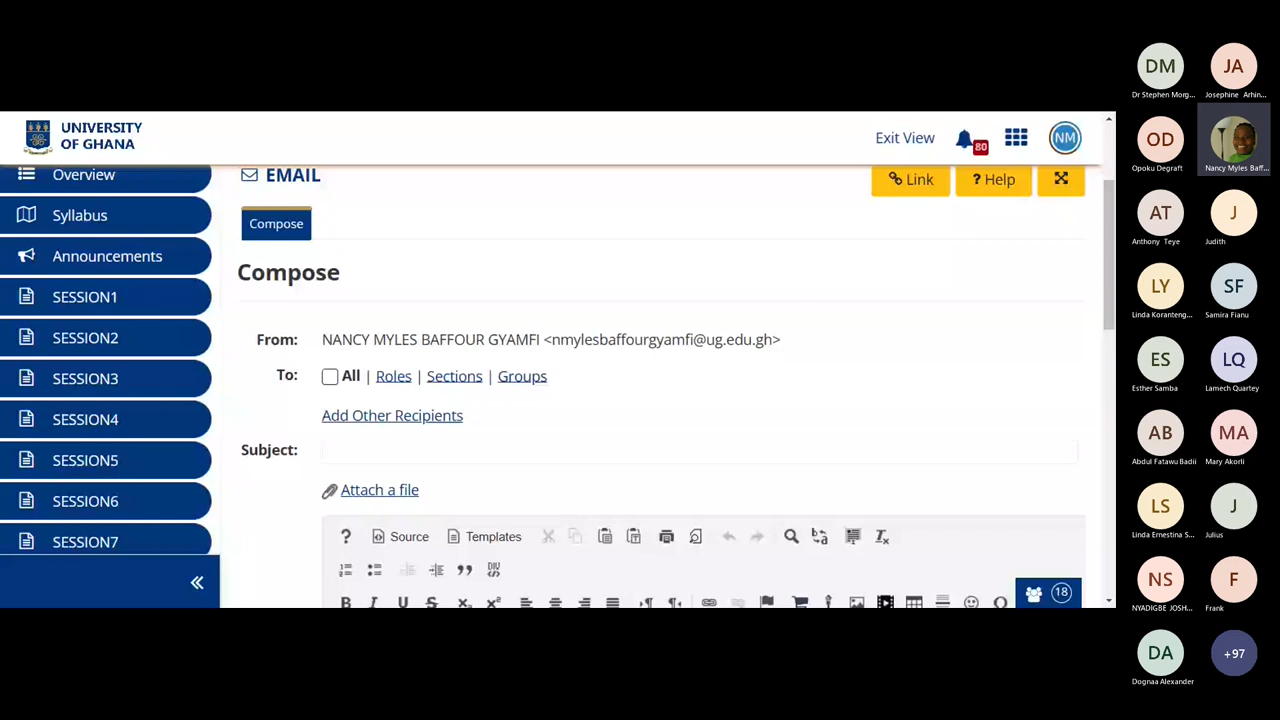 UNIVERSITY
OF GHANA
Exit View
80
NM
Overview
Syllabus
Announcements
SESSION1
SESSION2
SESSION3
SESSION4
SESSION5
SESSION6
SESSION7
EMAIL
Link
? Help
Compose
Compose
From: NANCY MYLES BAFFOUR GYAMFI <nmylesbaffourgyamfi@ug.edu.gh>
To: All | Roles | Sections | Groups
Add Other Recipients
Subject:
Attach a file
? Source Templates
B I U S x₂ x²
18
DM
Dr Stephen Morg...
JA
Josephine Arhin...
OD
Opoku Degraft
Nancy Myles Baff...
AT
Anthony Teye
J
Judith
LY
Linda Koranteng...
SF
Samira Fianu
ES
Esther Samba
LQ
Lamech Quartey
AB
Abdul Fatawu Badii
MA
Mary Akorli
LS
Linda Ernestina S...
J
Julius
NS
NYADIGBE JOSH...
F
Frank
DA
Dognaa Alexander
+97